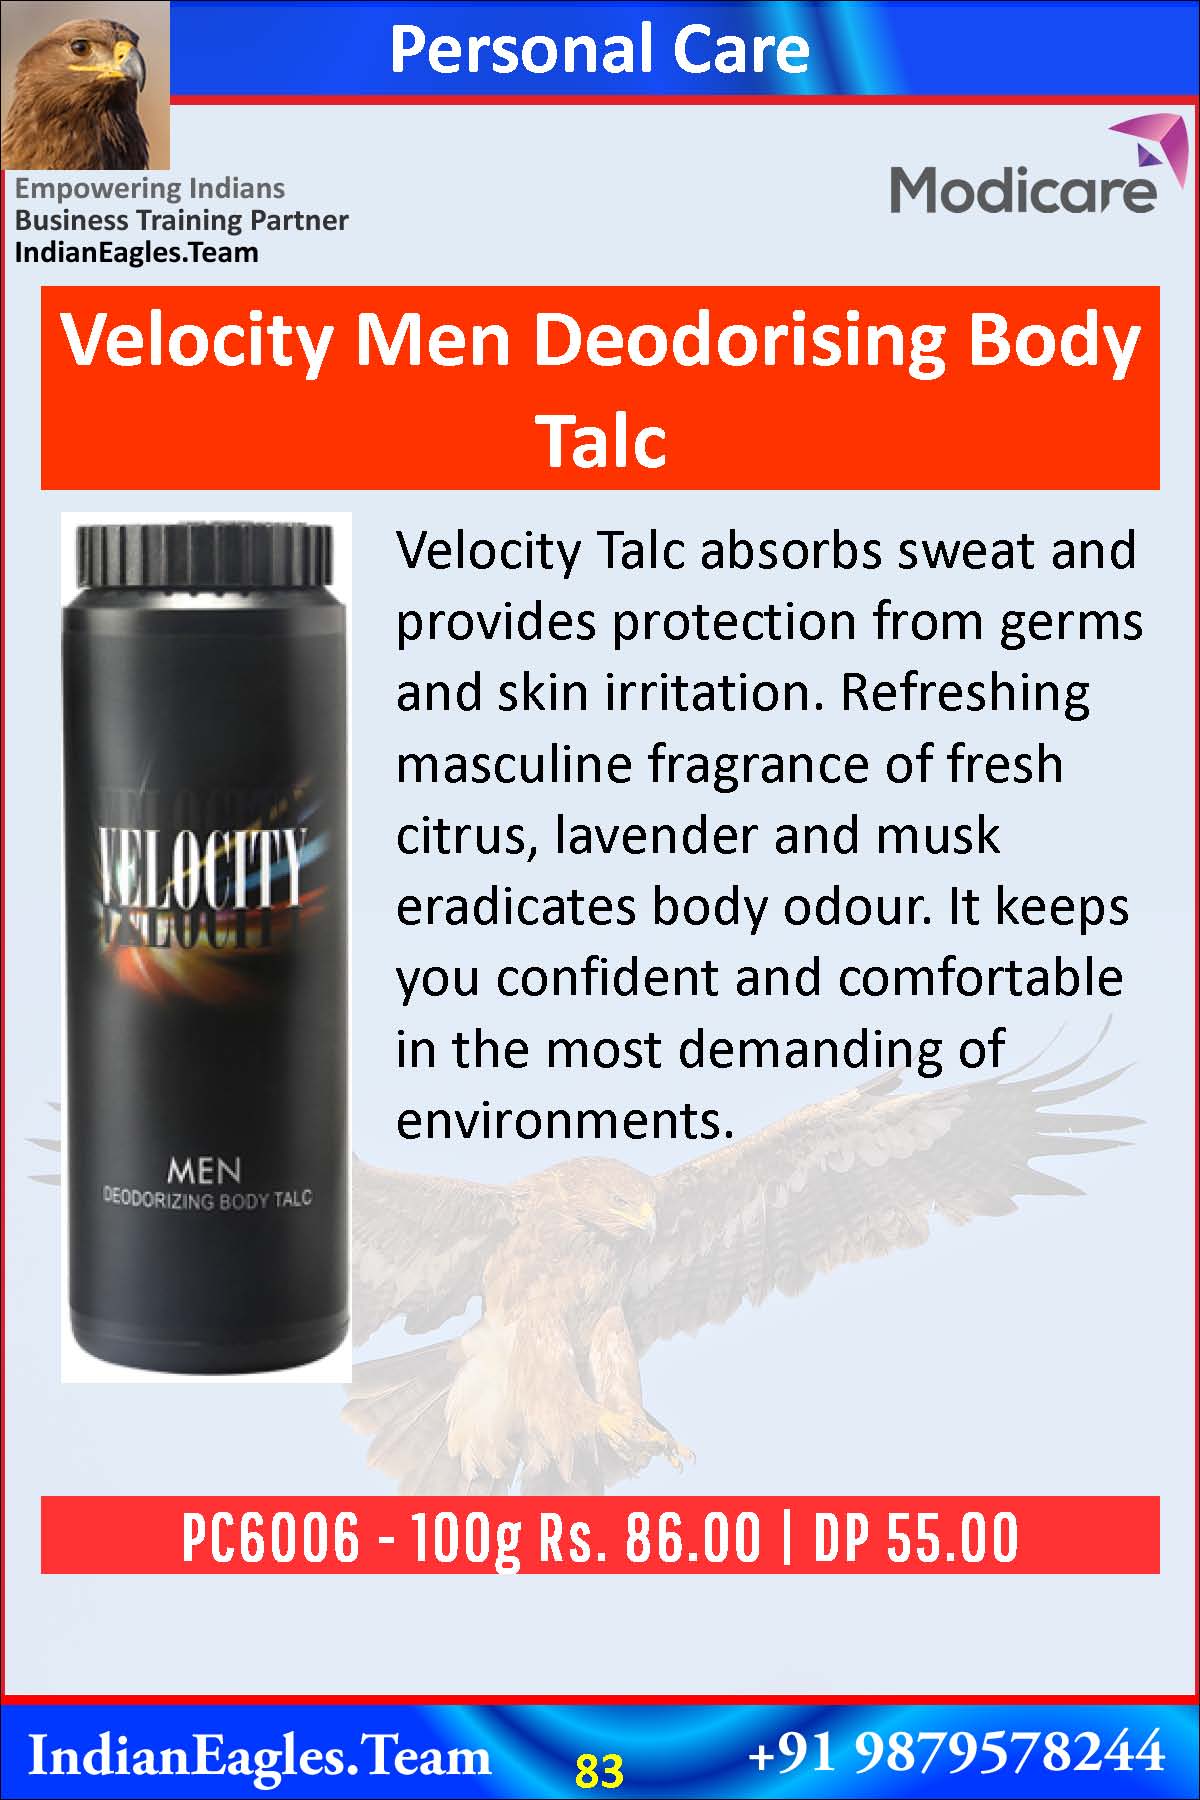 Personal Care
Empowering Indians
Business Training Partner
IndianEagles.Team
Modicare
Velocity Men Deodorising Body
Talc
Velocity Talc absorbs sweat and
provides protection from germs
and skin irritation. Refreshing
masculine fragrance of fresh
citrus, lavender and musk
eradicates body odour. It keeps
you confident and comfortable
in the most demanding of
environments.
VELOCITY
MEN
DEODORIZING BODY TALC
PC6006 - 100g Rs. 86.00 | DP 55.00
IndianEagles.Team
83
+91 9879578244